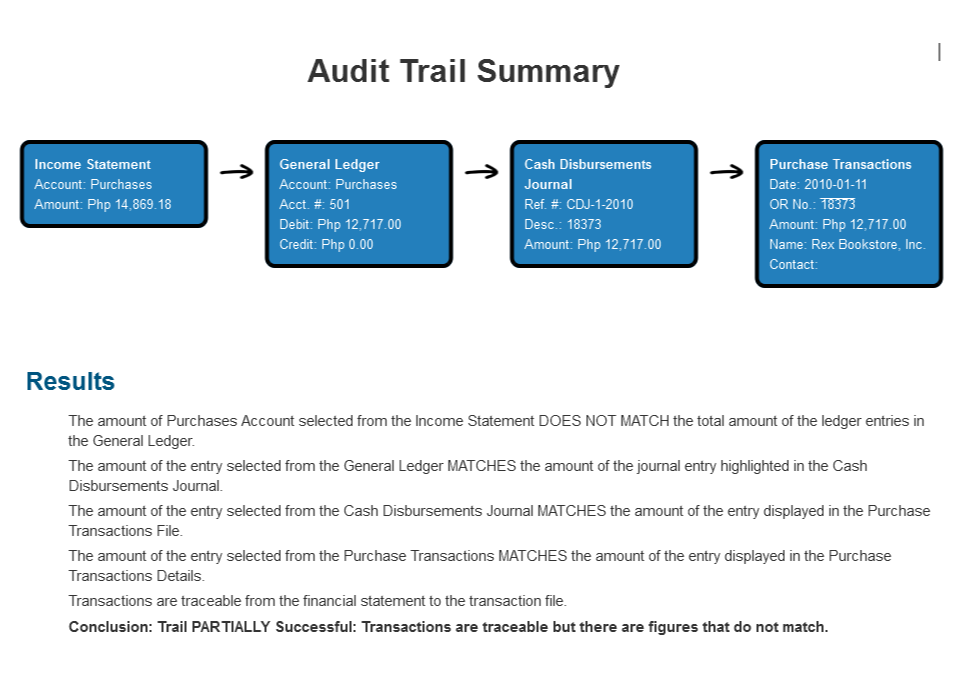 Audit Trail Summary
Income Statement
Account: Purchases
Amount: Php 14,869.18
General Ledger
Account: Purchases
Acct. #: 501
Debit: Php 12,717.00
Credit: Php 0.00
Cash Disbursements
Journal
Ref. #: CDJ-1-2010
Desc.: 18373
Amount: Php 12,717.00
Purchase Transactions
Date: 2010-01-11
OR No.: 18373
Amount: Php 12,717.00
Name: Rex Bookstore, Inc.
Contact:
Results
The amount of Purchases Account selected from the Income Statement DOES NOT MATCH the total amount of the ledger entries in
the General Ledger.
The amount of the entry selected from the General Ledger MATCHES the amount of the journal entry highlighted in the Cash
Disbursements Journal.
The amount of the entry selected from the Cash Disbursements Journal MATCHES the amount of the entry displayed in the Purchase
Transactions File.
The amount of the entry selected from the Purchase Transactions MATCHES the amount of the entry displayed in the Purchase
Transactions Details.
Transactions are traceable from the financial statement to the transaction file.
Conclusion: Trail PARTIALLY Successful: Transactions are traceable but there are figures that do not match.